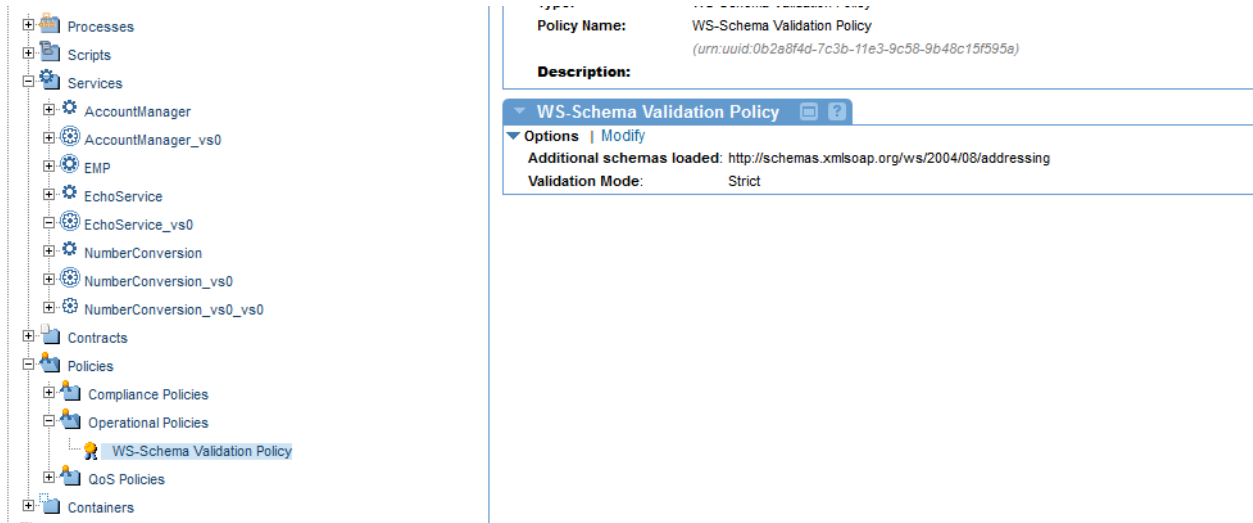 Processes
Scripts
Services
AccountManager
AccountManager_vs0
EMP
EchoService
EchoService_vs0
NumberConversion
NumberConversion_vs0
NumberConversion_vs0_vs0
Contracts
Policies
Compliance Policies
Operational Policies
WS-Schema Validation Policy
QoS Policies
Containers
Policy Name: WS-Schema Validation Policy
(urn:uuid:0b2a8f4d-7c3b-11e3-9c58-9b48c15f595a)
Description:
WS-Schema Validation Policy ?
Options | Modify
Additional schemas loaded: http://schemas.xmlsoap.org/ws/2004/08/addressing
Validation Mode: Strict